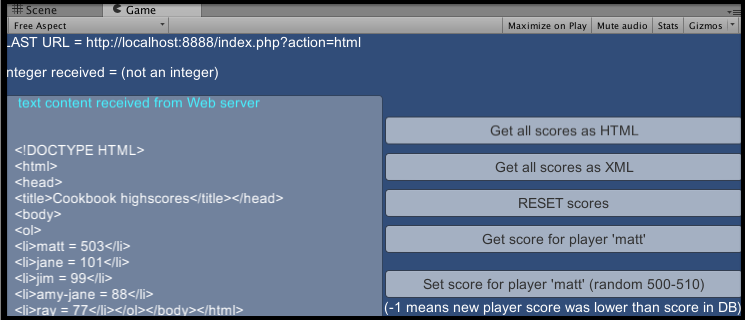 Scene Game
Free Aspect Maximize on Play Mute audio Stats Gizmos
LAST URL = http://localhost:8888/index.php?action=html
nteger received = (not an integer)
text content received from Web server
<!DOCTYPE HTML>
<html>
<head>
<title>Cookbook highscores</title></head>
<body>
<ol>
<li>matt = 503</li>
<li>jane = 101</li>
<li>jim = 99</li>
<li>amy-jane = 88</li>
<li>ray = 77</li></ol></body></html>
Get all scores as HTML
Get all scores as XML
RESET scores
Get score for player 'matt'
Set score for player 'matt' (random 500-510)
(-1 means new player score was lower than score in DB)